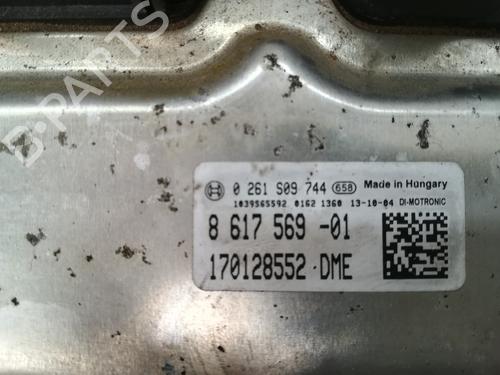 B-PARTS
0 261 S09 744 658 Made in Hungary
1039S65592 0162 1360 13-10-04 DI-MOTRONIC
8 617 569 -01
170128552 DME